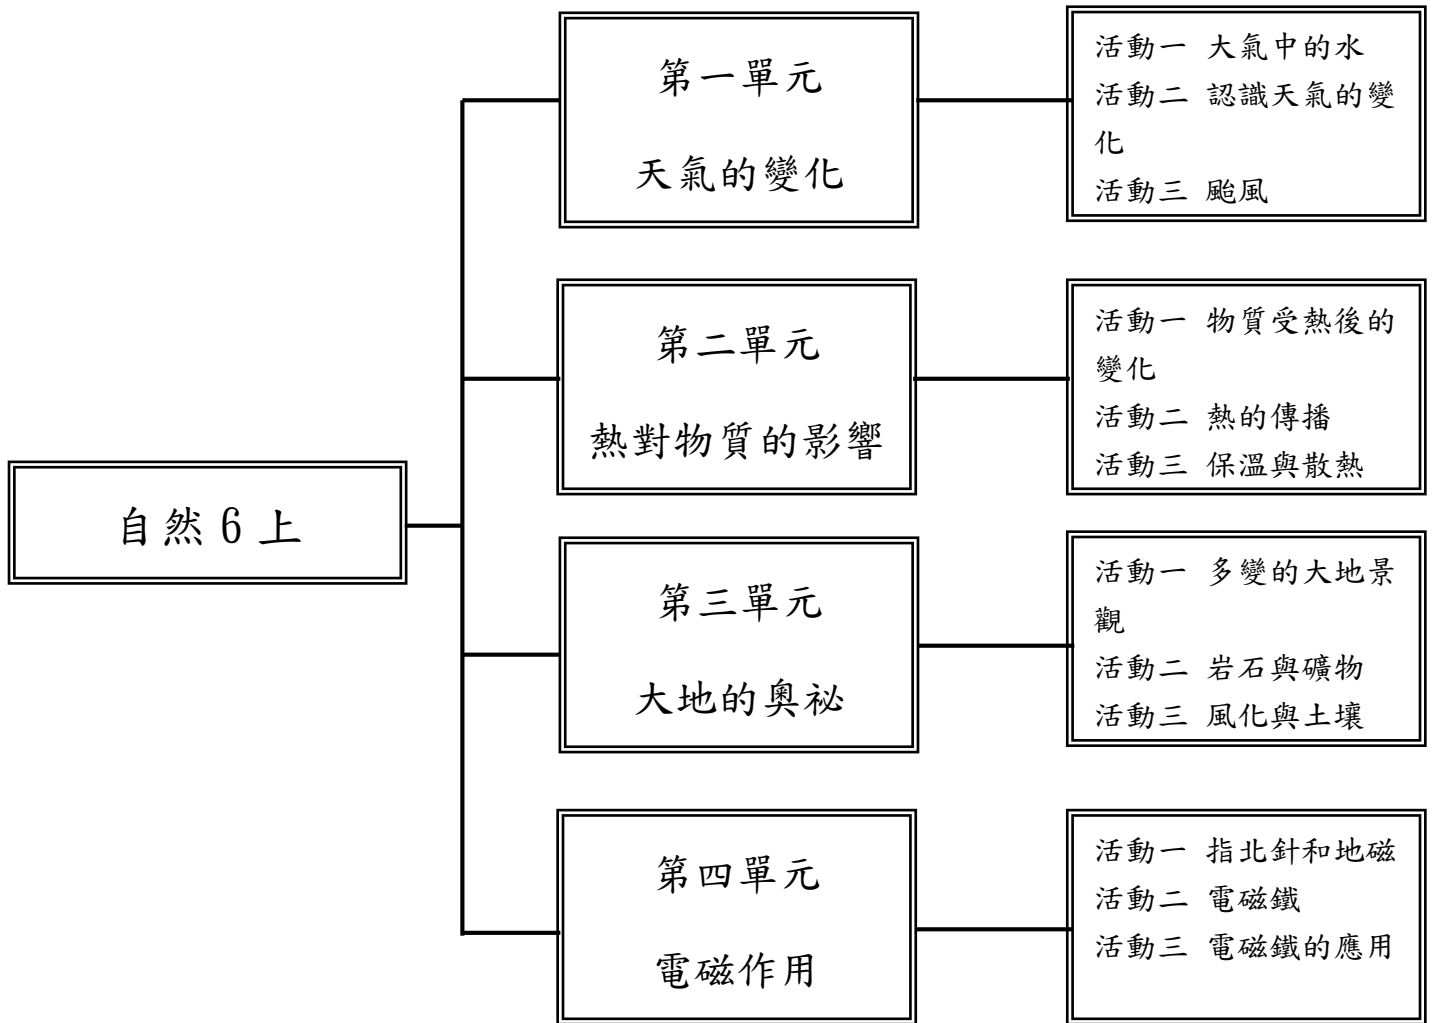 自然 6 上
第一單元
天氣的變化
活動一 大氣中的水
活動二 認識天氣的變
化
活動三 颱風
第二單元
熱對物質的影響
活動一 物質受熱後的
變化
活動二 熱的傳播
活動三 保溫與散熱
第三單元
大地的奧祕
活動一 多變的大地景
觀
活動二 岩石與礦物
活動三 風化與土壤
第四單元
電磁作用
活動一 指北針和地磁
活動二 電磁鐵
活動三 電磁鐵的應用